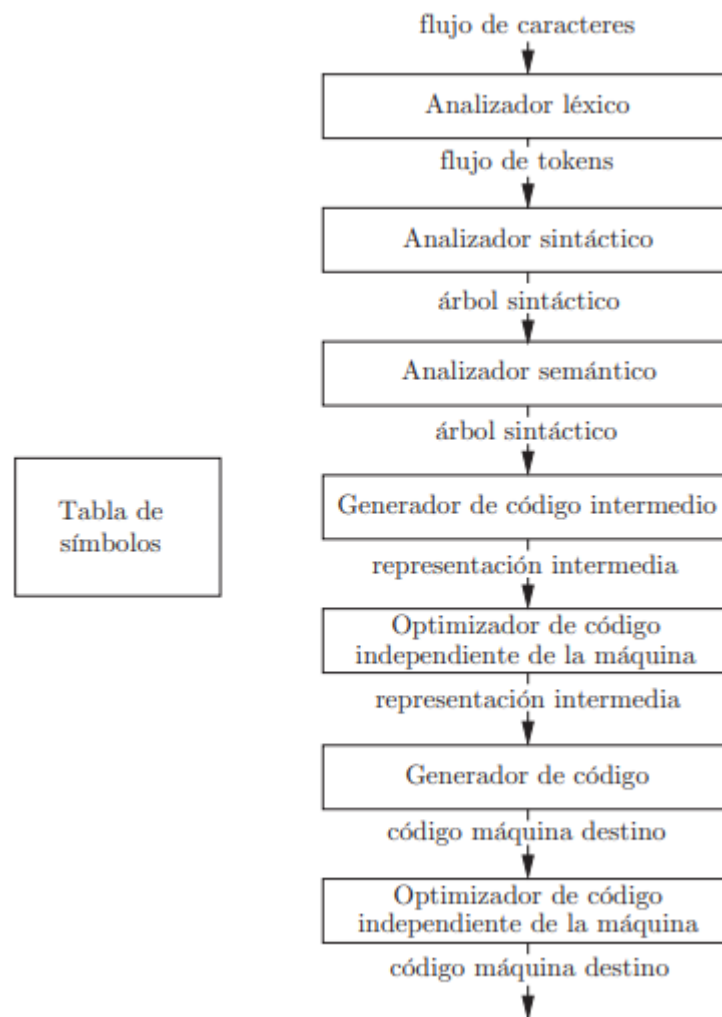 flujo de caracteres
Analizador léxico
flujo de tokens
Analizador sintáctico
árbol sintáctico
Analizador semántico
árbol sintáctico
Tabla de
símbolos
Generador de código intermedio
representación intermedia
Optimizador de código
independiente de la máquina
representación intermedia
Generador de código
código máquina destino
Optimizador de código
independiente de la máquina
código máquina destino